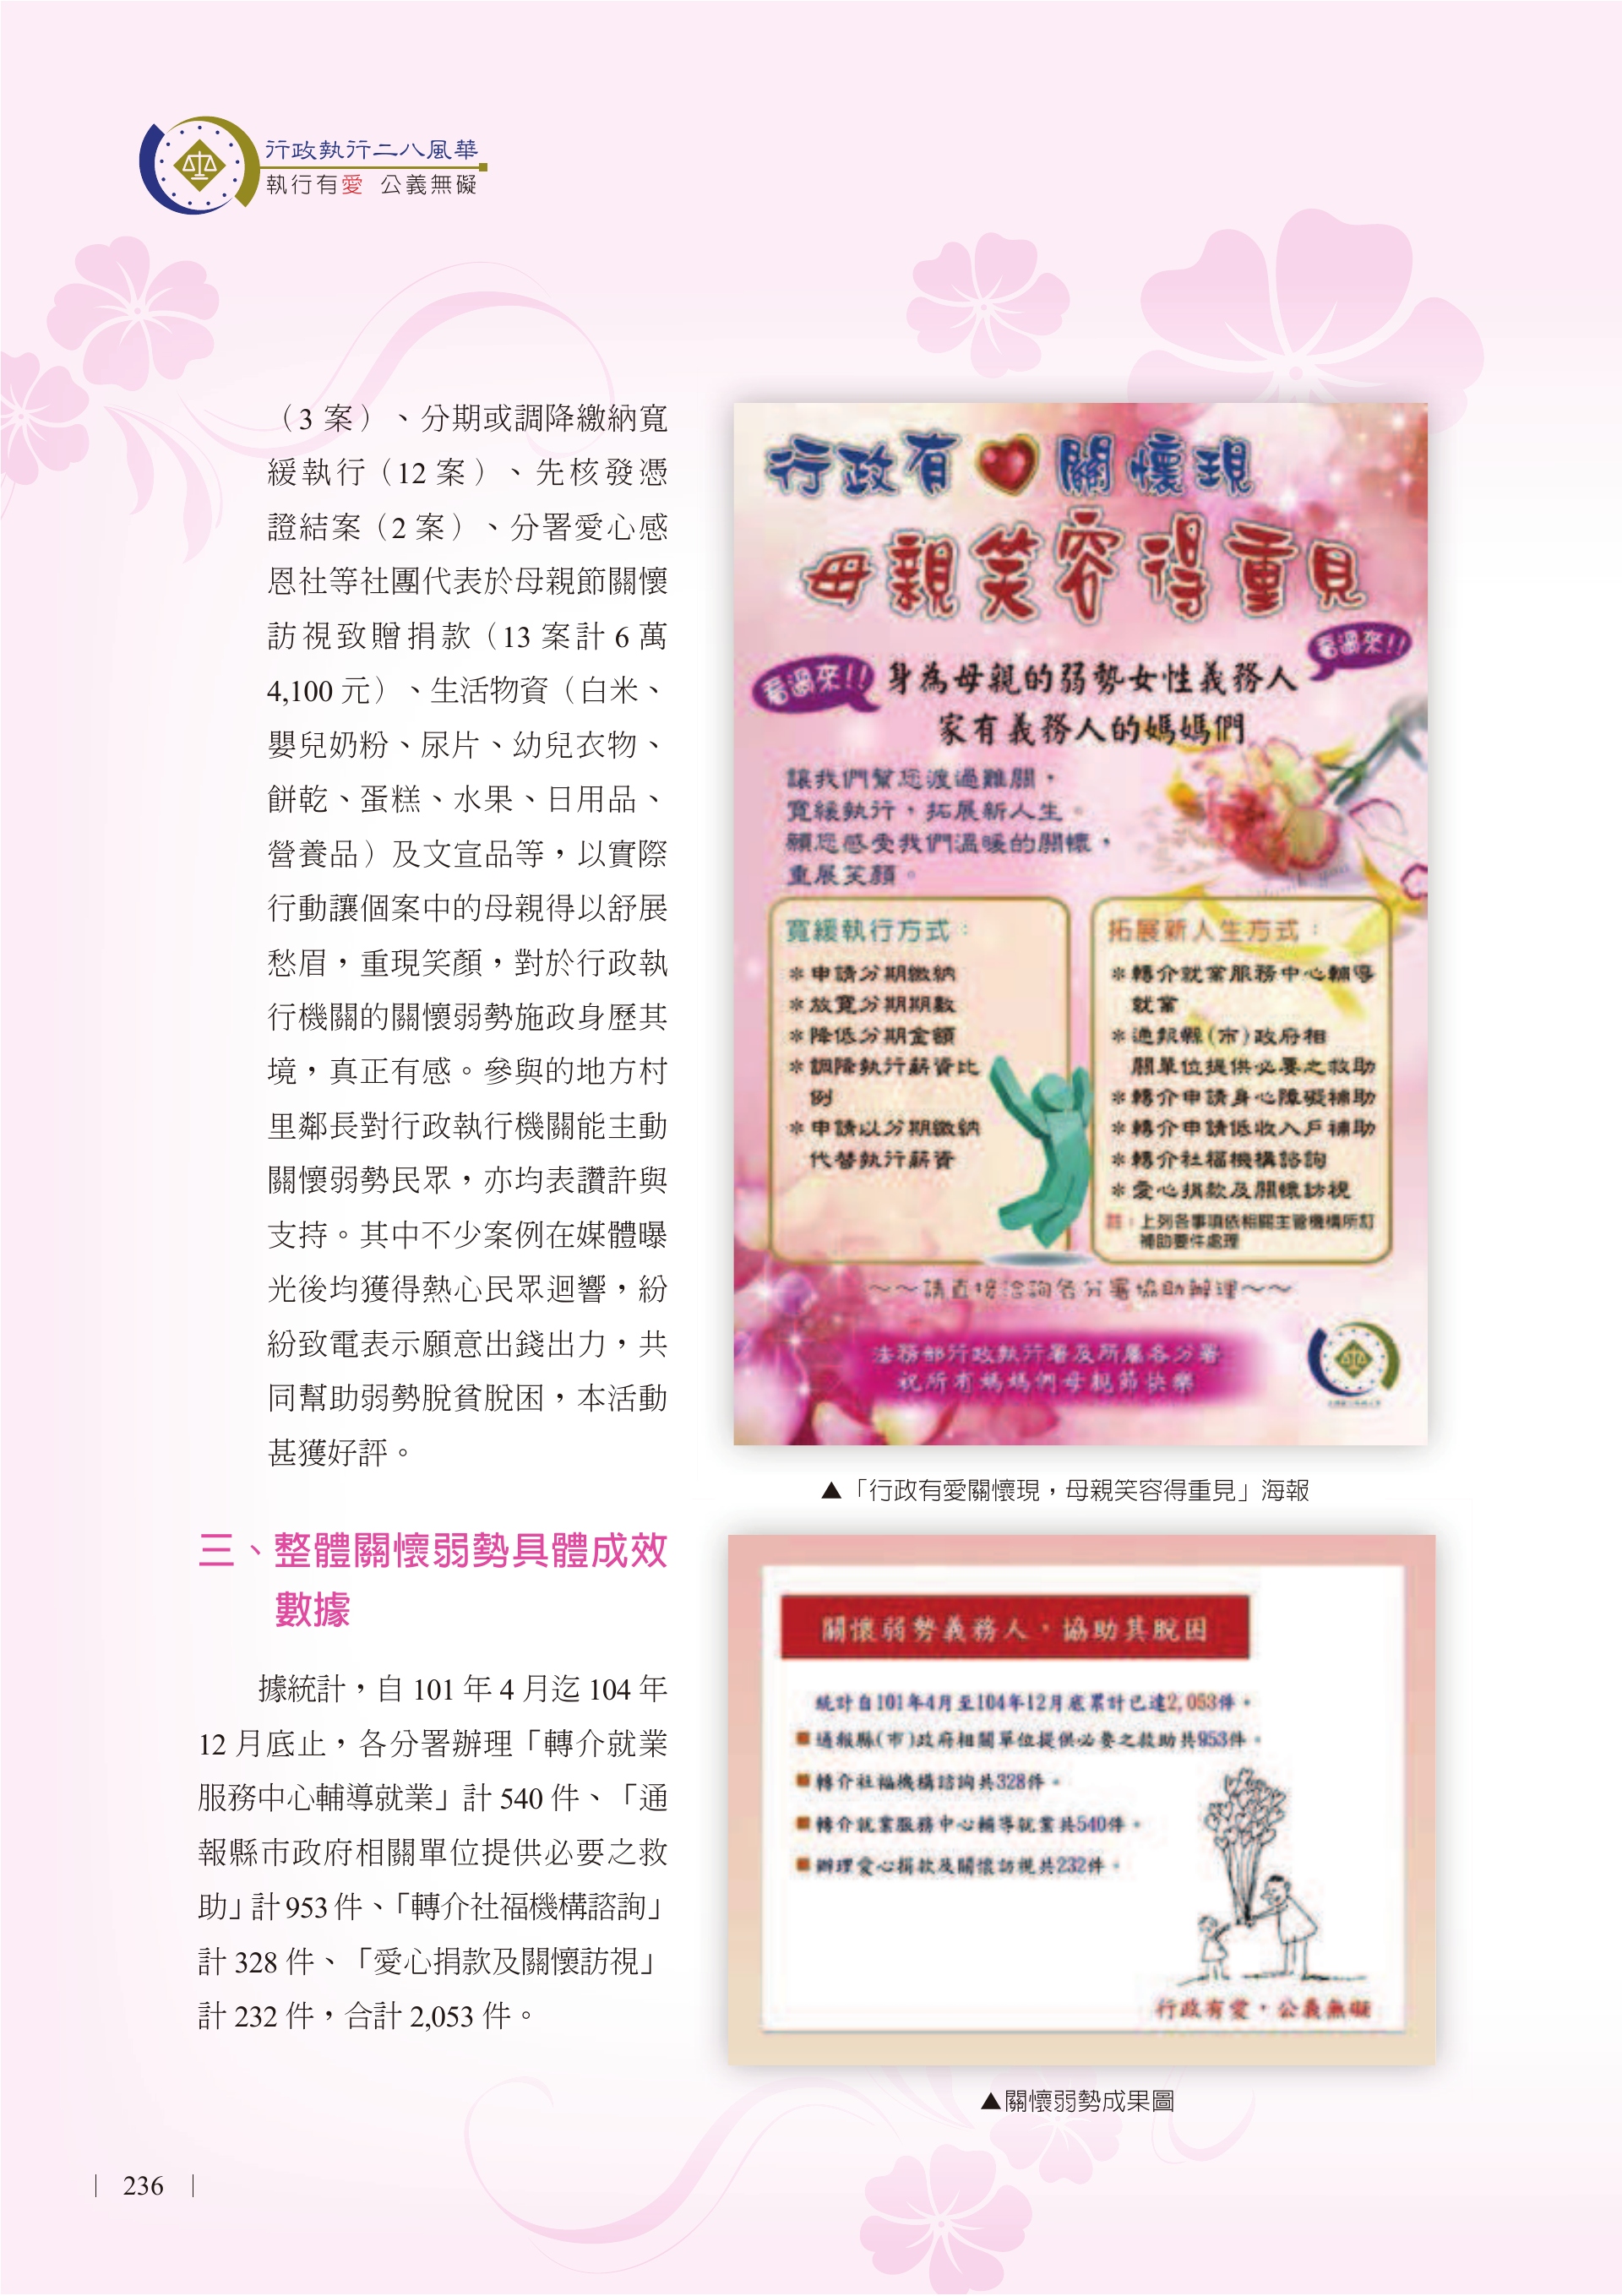 行政執行二八風華
執行有愛 公義無礙
（3 案）、分期或調降繳納寬
緩執行（12 案）、先核發憑
證結案（2 案）、分署愛心感
恩社等社團代表於母親節關懷
訪視致贈捐款（13 案計 6 萬
4,100 元）、生活物資（白米、
嬰兒奶粉、尿片、幼兒衣物、
餅乾、蛋糕、水果、日用品、
營養品）及文宣品等，以實際
行動讓個案中的母親得以舒展
愁眉，重現笑顏，對於行政執
行機關的關懷弱勢施政身歷其
境，真正有感。參與的地方村
里鄰長對行政執行機關能主動
關懷弱勢民眾，亦均表讚許與
支持。其中不少案例在媒體曝
光後均獲得熱心民眾迴響，紛
紛致電表示願意出錢出力，共
同幫助弱勢脫貧脫困，本活動
甚獲好評。
三、整體關懷弱勢具體成效
數據
據統計，自 101 年 4 月迄 104 年
12 月底止，各分署辦理「轉介就業
服務中心輔導就業」計 540 件、「通
報縣市政府相關單位提供必要之救
助」計 953 件、「轉介社福機構諮詢」
計 328 件、「愛心捐款及關懷訪視」
計 232 件，合計 2,053 件。
行政有 關懷現
母親笑容得重見
看過來!!
看過來!!
身為母親的弱勢女性義務人
家有義務人的媽媽們
讓我們幫您渡過難關，
寬緩執行，拓展新人生。
願您感受我們溫暖的關懷，
重展笑顏。
寬緩執行方式：
＊申請分期繳納
＊放寬分期期數
＊降低分期金額
＊調降執行薪資比
例
＊申請以分期繳納
代替執行薪資
拓展新人生方式：
＊轉介就業服務中心輔導
就業
＊通報縣(市)政府相
關單位提供必要之救助
＊轉介申請身心障礙補助
＊轉介申請低收入戶補助
＊轉介社福機構諮詢
＊愛心捐款及關懷訪視
註：上列各事項依相關主管機構所訂
補助要件處理
～～請直接洽詢各分署協助辦理～～
法務部行政執行署及所屬各分署
祝所有媽媽們母親節快樂
▲「行政有愛關懷現，母親笑容得重見」海報
關懷弱勢義務人，協助其脫困
統計自101年4月至104年12月底累計已達2,053件。
通報縣(市)政府相關單位提供必要之救助共953件。
轉介社福機構諮詢共328件。
轉介就業服務中心輔導就業共540件。
辦理愛心捐款及關懷訪視共232件。
行政有愛，公義無礙
▲關懷弱勢成果圖
236